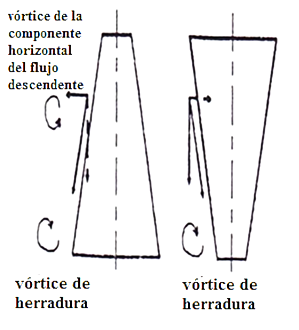 vórtice de la
componente
horizontal
del flujo
descendente
vórtice de
herradura
vórtice de
herradura